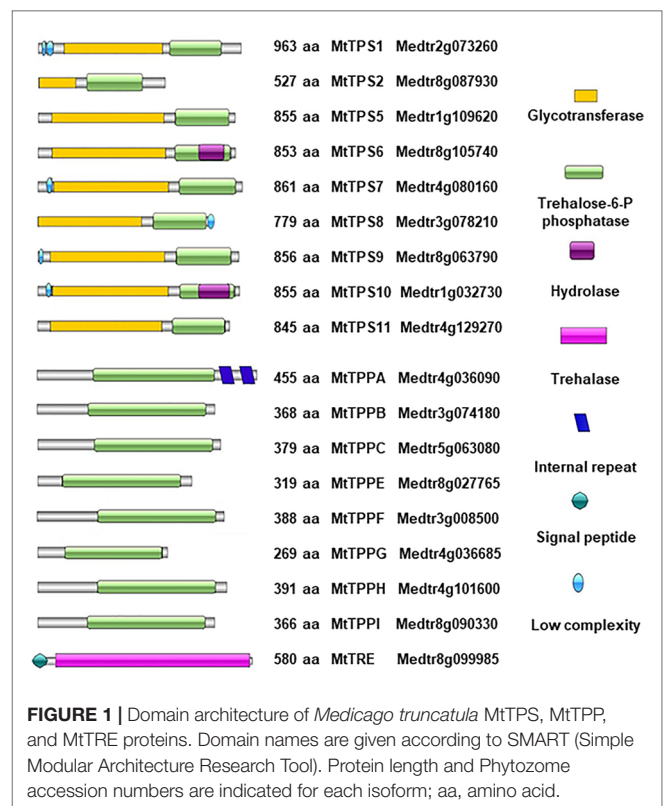 963 aa MtTPS1 Medtr2g073260
527 aa MtTPS2 Medtr8g087930
855 aa MtTPS5 Medtr1g109620
853 aa MtTPS6 Medtr8g105740
861 aa MtTPS7 Medtr4g080160
779 aa MtTPS8 Medtr3g078210
856 aa MtTPS9 Medtr8g063790
855 aa MtTPS10 Medtr1g032730
845 aa MtTPS11 Medtr4g129270
455 aa MtTPPA Medtr4g036090
368 aa MtTPPB Medtr3g074180
379 aa MtTPPC Medtr5g063080
319 aa MtTPPE Medtr8g027765
388 aa MtTPPF Medtr3g008500
269 aa MtTPPG Medtr4g036685
391 aa MtTPPH Medtr4g101600
366 aa MtTPPI Medtr8g090330
580 aa MtTRE Medtr8g099985
Glycotransferase
Trehalose-6-P
phosphatase
Hydrolase
Trehalase
Internal repeat
Signal peptide
Low complexity
FIGURE 1 | Domain architecture of Medicago truncatula MtTPS, MtTPP,
and MtTRE proteins. Domain names are given according to SMART (Simple
Modular Architecture Research Tool). Protein length and Phytozome
accession numbers are indicated for each isoform; aa, amino acid.